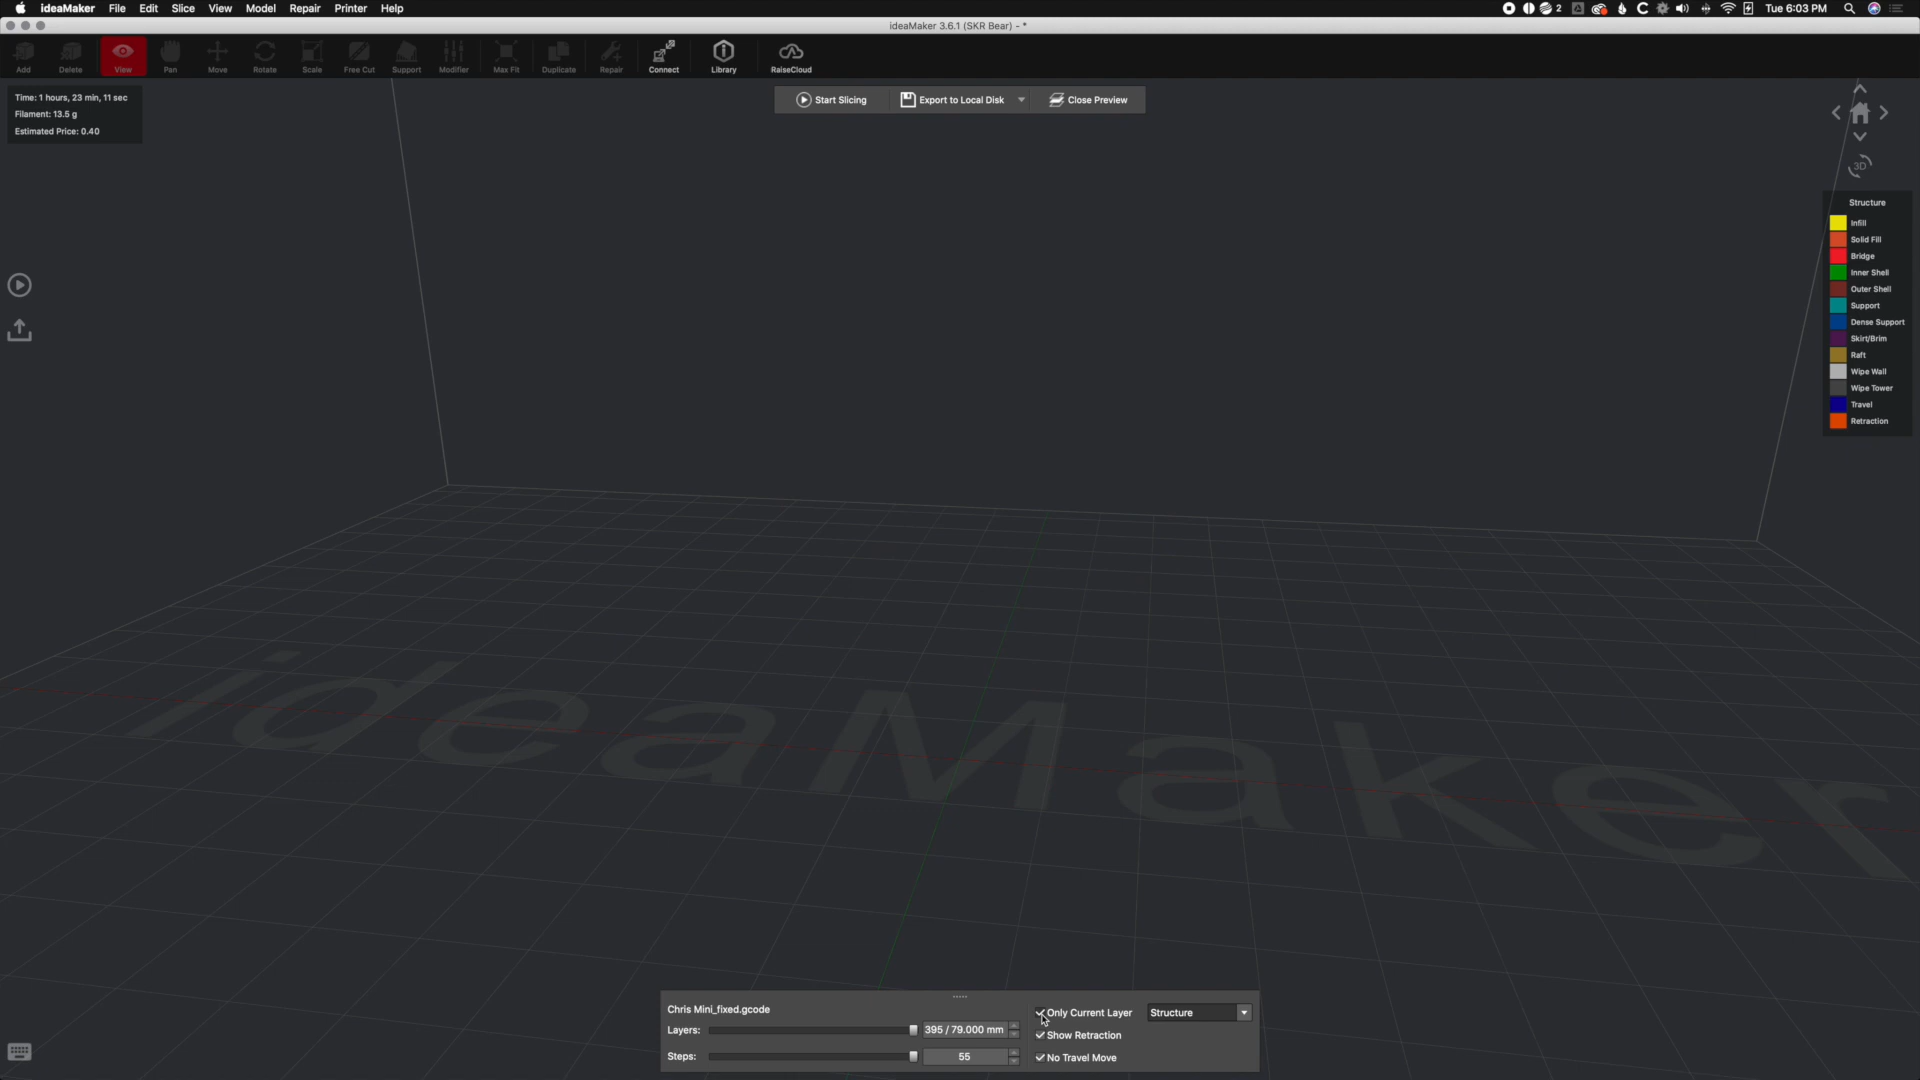 ideaMaker File Edit Slice View Model Repair Printer Help
2 Tue 6:03 PM
ideaMaker 3.6.1 (SKR Bear) - *
Add Delete View Pan Move Rotate Scale Free Cut Support Modifier Max Fit Duplicate Repair Connect Library RaiseCloud
Start Slicing Export to Local Disk Close Preview
Time: 1 hours, 23 min, 11 sec
Filament: 13.5 g
Estimated Price: 0.40
3D
Structure
Infill
Solid Fill
Bridge
Inner Shell
Outer Shell
Support
Dense Support
Skirt/Brim
Raft
Wipe Wall
Wipe Tower
Travel
Retraction
ideaMaker
Chris Mini_fixed.gcode
Layers: 395 / 79.000 mm
Steps: 55
Only Current Layer Structure
Show Retraction
No Travel Move